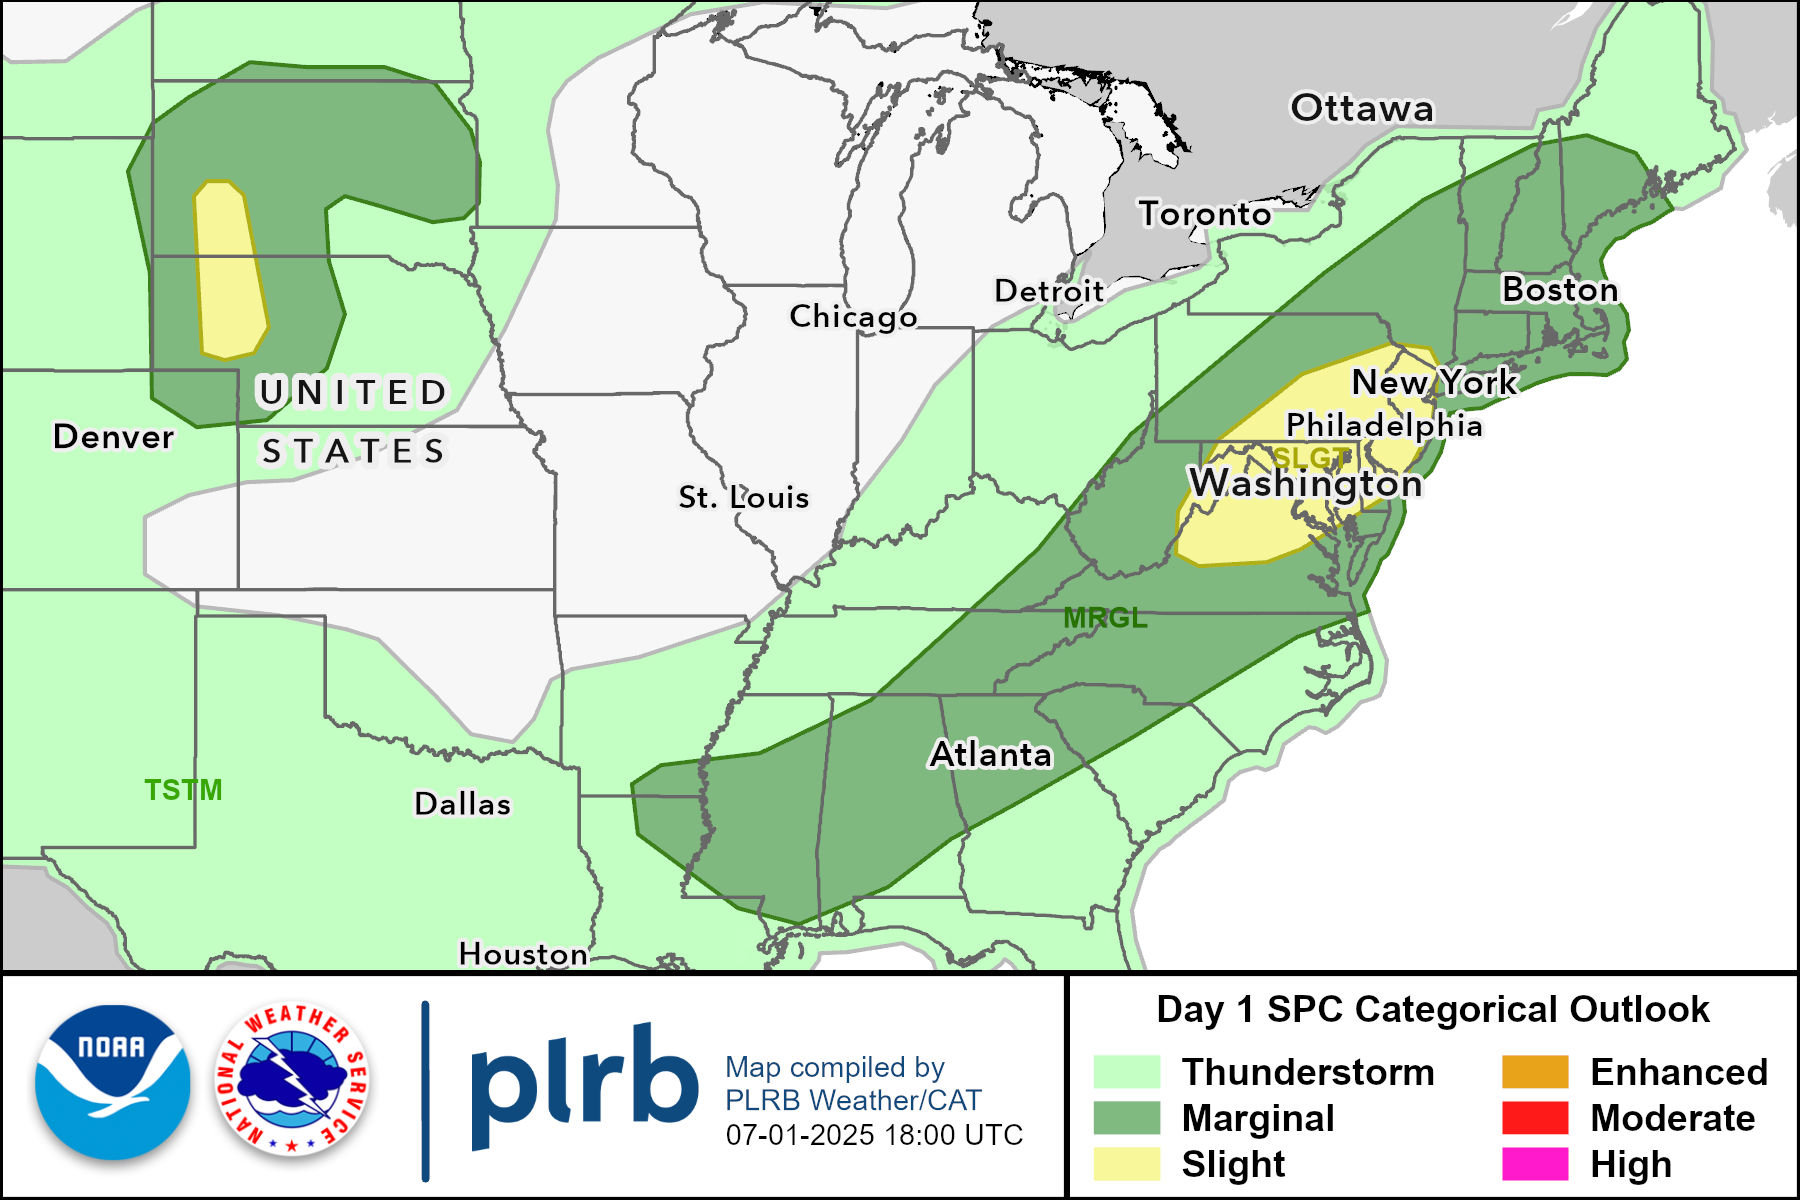 Ottawa
Toronto
Detroit
Boston
Chicago
New York
UNITED
Philadelphia
Denver
STATES
SLGT
Washington
St. Louis
MRGL
Atlanta
TSTM
Dallas
Houston
NOAA
NATIONAL WEATHER SERVICE
plrb
Map compiled by
PLRB Weather/CAT
07-01-2025 18:00 UTC
Day 1 SPC Categorical Outlook
Thunderstorm
Marginal
Slight
Enhanced
Moderate
High